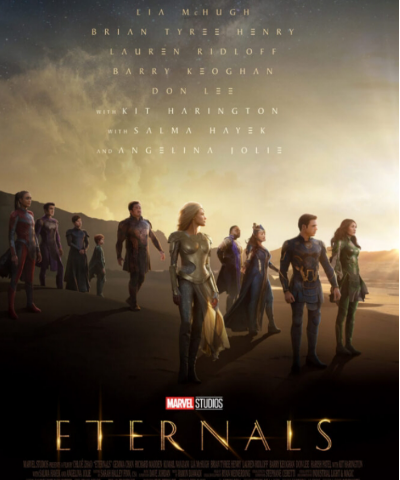 LIA McHUGH
BRIAN TYREE HENRY
LAUREN RIDLOFF
BARRY KEOGHAN
DON LEE
WITH KIT HARINGTON
WITH SALMA HAYEK
AND ANGELINA JOLIE
MARVEL STUDIOS
ETERNALS